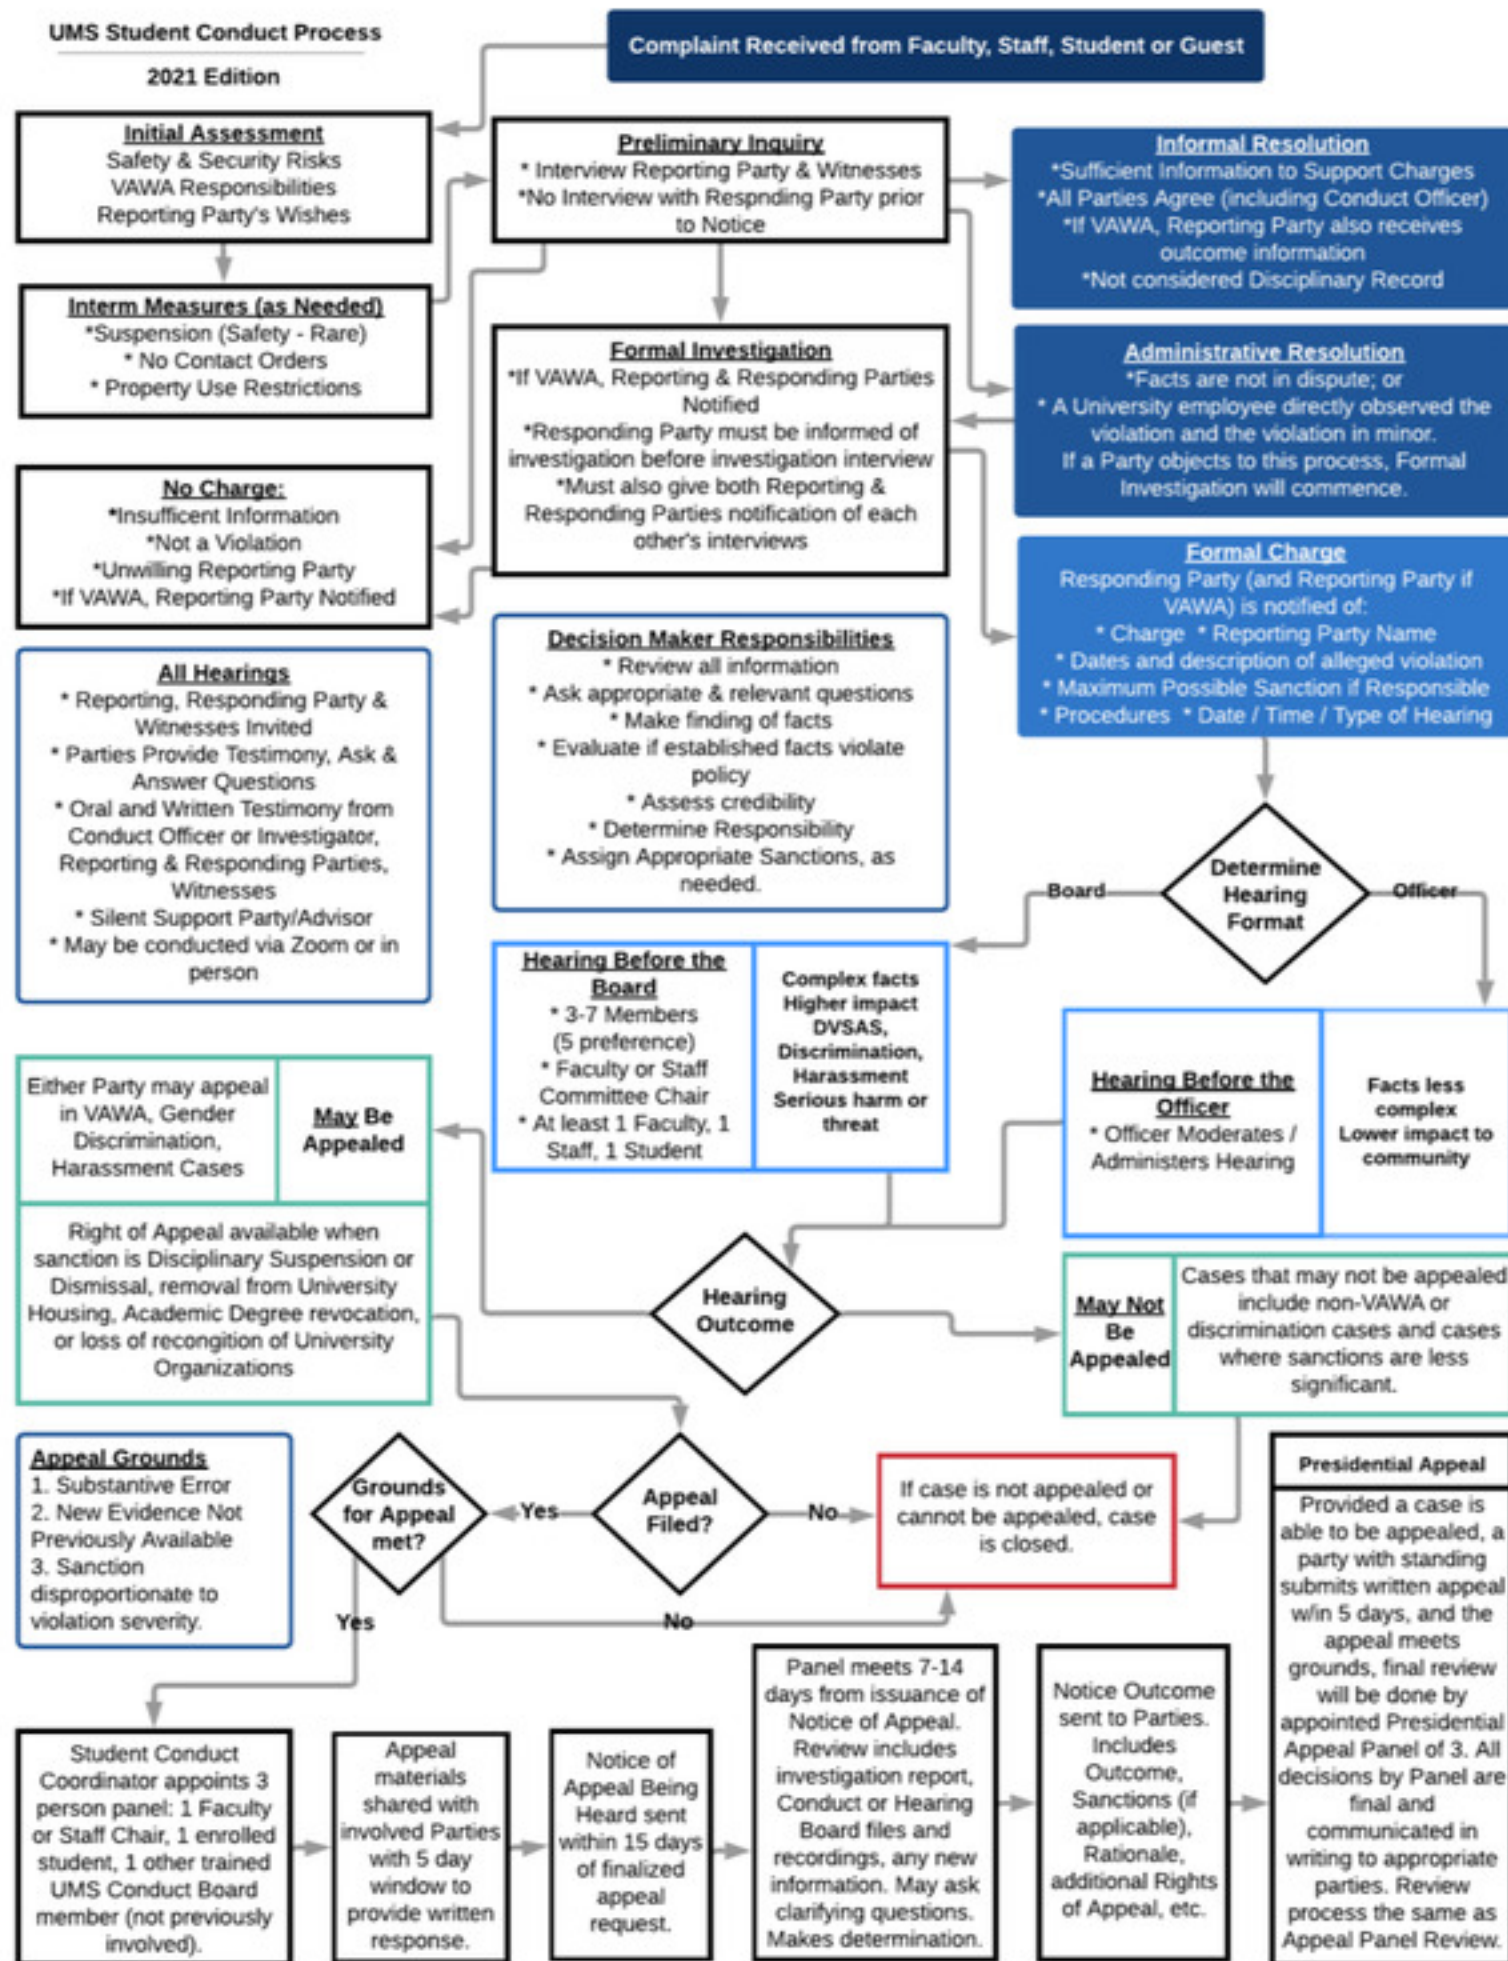 UMS Student Conduct Process
2021 Edition
Complaint Received from Faculty, Staff, Student or Guest
Initial Assessment
Safety & Security Risks
VAWA Responsibilities
Reporting Party's Wishes
Preliminary Inquiry
* Interview Reporting Party & Witnesses
*No Interview with Respnding Party prior
to Notice
Informal Resolution
*Sufficient Information to Support Charges
*All Parties Agree (including Conduct Officer)
*If VAWA, Reporting Party also receives
outcome information
*Not considered Disciplinary Record
Interm Measures (as Needed)
*Suspension (Safety - Rare)
* No Contact Orders
* Property Use Restrictions
Formal Investigation
*If VAWA, Reporting & Responding Parties
Notified
*Responding Party must be informed of
investigation before investigation interview
*Must also give both Reporting &
Responding Parties notification of each
other's interviews
Administrative Resolution
*Facts are not in dispute; or
* A University employee directly observed the
violation and the violation in minor.
If a Party objects to this process, Formal
Investigation will commence.
No Charge:
*Insufficent Information
*Not a Violation
*Unwilling Reporting Party
*If VAWA, Reporting Party Notified
Formal Charge
Responding Party (and Reporting Party if
VAWA) is notified of:
* Charge * Reporting Party Name
* Dates and description of alleged violation
* Maximum Possible Sanction if Responsible
* Procedures * Date / Time / Type of Hearing
All Hearings
* Reporting, Responding Party &
Witnesses Invited
* Parties Provide Testimony, Ask &
Answer Questions
* Oral and Written Testimony from
Conduct Officer or Investigator,
Reporting & Responding Parties,
Witnesses
* Silent Support Party/Advisor
* May be conducted via Zoom or in
person
Decision Maker Responsibilities
* Review all information
* Ask appropriate & relevant questions
* Make finding of facts
* Evaluate if established facts violate
policy
* Assess credibility
* Determine Responsibility
* Assign Appropriate Sanctions, as
needed.
Determine
Hearing
Format
Board
Officer
Hearing Before the
Board
* 3-7 Members
(5 preference)
* Faculty or Staff
Committee Chair
* At least 1 Faculty, 1
Staff, 1 Student
Complex facts
Higher impact
DVSAS,
Discrimination,
Harassment
Serious harm or
threat
Hearing Before the
Officer
* Officer Moderates /
Administers Hearing
Facts less
complex
Lower impact to
community
Either Party may appeal
in VAWA, Gender
Discrimination,
Harassment Cases
May Be
Appealed
Right of Appeal available when
sanction is Disciplinary Suspension or
Dismissal, removal from University
Housing, Academic Degree revocation,
or loss of recongition of University
Organizations
Hearing
Outcome
May Not
Be
Appealed
Cases that may not be appealed
include non-VAWA or
discrimination cases and cases
where sanctions are less
significant.
Appeal Grounds
1. Substantive Error
2. New Evidence Not
Previously Available
3. Sanction
disproportionate to
violation severity.
Grounds
for Appeal
met?
Yes
Appeal
Filed?
No
If case is not appealed or
cannot be appealed, case
is closed.
Yes
No
Presidential Appeal
Provided a case is
able to be appealed, a
party with standing
submits written appeal
w/in 5 days, and the
appeal meets
grounds, final review
will be done by
appointed Presidential
Appeal Panel of 3. All
decisions by Panel are
final and
communicated in
writing to appropriate
parties. Review
process the same as
Appeal Panel Review.
Student Conduct
Coordinator appoints 3
person panel: 1 Faculty
or Staff Chair, 1 enrolled
student, 1 other trained
UMS Conduct Board
member (not previously
involved).
Appeal
materials
shared with
involved Parties
with 5 day
window to
provide written
response.
Notice of
Appeal Being
Heard sent
within 15 days
of finalized
appeal
request.
Panel meets 7-14
days from issuance of
Notice of Appeal.
Review includes
investigation report,
Conduct or Hearing
Board files and
recordings, any new
information. May ask
clarifying questions.
Makes determination.
Notice Outcome
sent to Parties.
Includes
Outcome,
Sanctions (if
applicable),
Rationale,
additional Rights
of Appeal, etc.